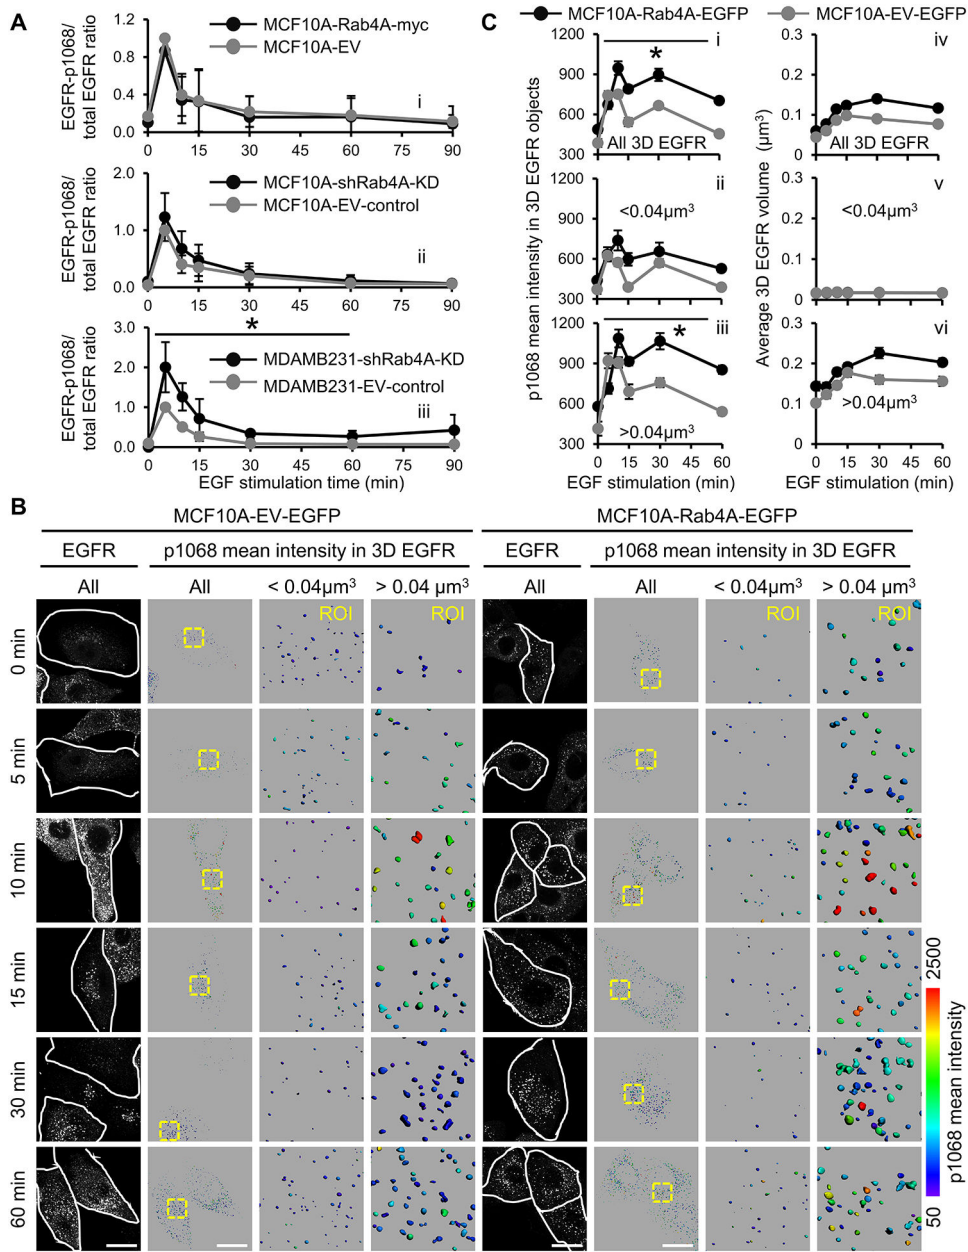 A
EGFR-p1068/
total EGFR ratio
1.2
0.8
0.4
0.0
MCF10A-Rab4A-myc
MCF10A-EV
i
0 15 30 45 60 75 90
EGFR-p1068/
total EGFR ratio
2.0
1.0
0.0
MCF10A-shRab4A-KD
MCF10A-EV-control
ii
0 15 30 45 60 75 90
EGFR-p1068/
total EGFR ratio
3.0
2.0
1.0
0.0
*
MDAMB231-shRab4A-KD
MDAMB231-EV-control
iii
0 15 30 45 60 75 90
EGF stimulation time (min)
C
MCF10A-Rab4A-EGFP
MCF10A-EV-EGFP
p1068 mean intensity in 3D EGFR objects
1200
900
600
300
i
*
All 3D EGFR
1200
900
600
300
ii
<0.04µm³
1200
900
600
300
iii
*
>0.04µm³
0 15 30 45 60
EGF stimulation (min)
Average 3D EGFR volume (µm³)
0.3
0.2
0.1
0
iv
All 3D EGFR
0.3
0.2
0.1
0
v
<0.04µm³
0.3
0.2
0.1
0
vi
>0.04µm³
0 15 30 45 60
EGF stimulation (min)
B
MCF10A-EV-EGFP
MCF10A-Rab4A-EGFP
EGFR
p1068 mean intensity in 3D EGFR
EGFR
p1068 mean intensity in 3D EGFR
All
All
< 0.04µm³
> 0.04 µm³
All
All
< 0.04µm³
> 0.04 µm³
ROI
ROI
ROI
ROI
0 min
5 min
10 min
15 min
30 min
60 min
50
p1068 mean intensity
2500